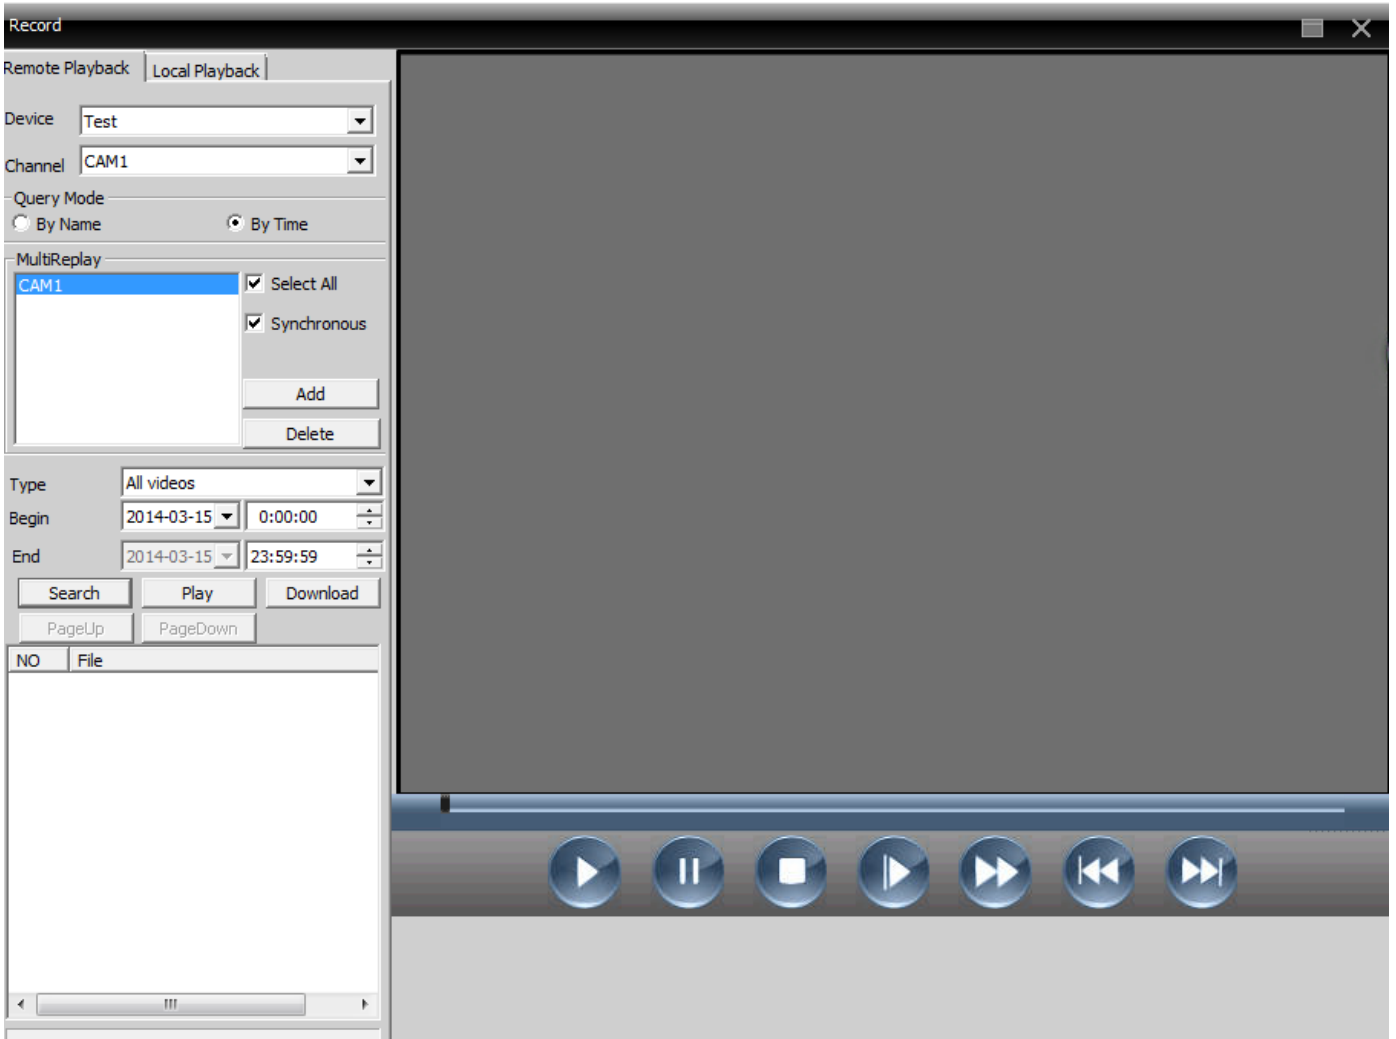 Record
Remote Playback Local Playback
Device Test
Channel CAM1
Query Mode
By Name By Time
MultiReplay
CAM1 Select All
Synchronous
Add
Delete
Type All videos
Begin 2014-03-15 0:00:00
End 2014-03-15 23:59:59
Search Play Download
PageUp PageDown
NO File